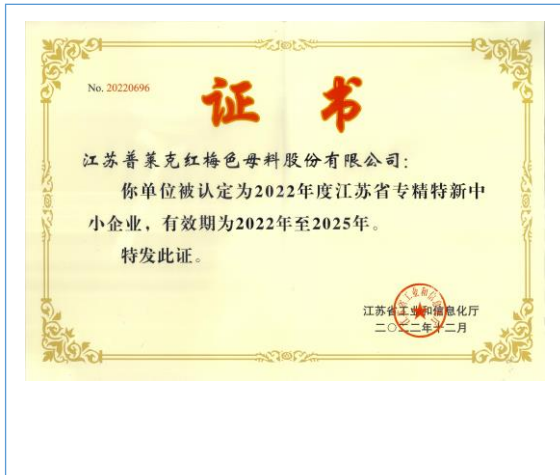 No. 20220696
证书
江苏普莱克红梅色母料股份有限公司:
你单位被认定为2022年度江苏省专精特新中
小企业，有效期为2022年至2025年。
特发此证。
江苏省工业和信息化厅
二〇二二年十二月